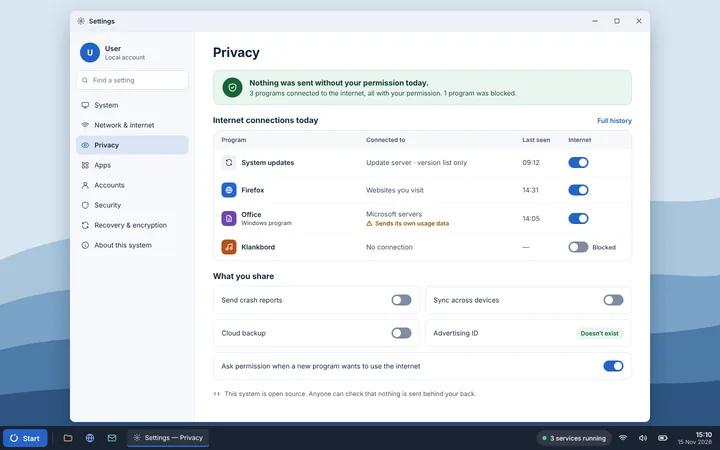 Settings
U
User
Local account
Find a setting
System
Network & internet
Privacy
Apps
Accounts
Security
Recovery & encryption
About this system
Privacy
Nothing was sent without your permission today.
3 programs connected to the internet, all with your permission. 1 program was blocked.
Internet connections today
Full history
Program Connected to Last seen Internet
System updates Update server · version list only 09:12
Firefox Websites you visit 14:31
Office
Windows program
Microsoft servers
Sends its own usage data
14:05
Klankbord No connection — Blocked
What you share
Send crash reports
Sync across devices
Cloud backup
Advertising ID Doesn't exist
Ask permission when a new program wants to use the internet
This system is open source. Anyone can check that nothing is sent behind your back.
Start
Settings — Privacy
3 services running
15:10
15 Nov 2026